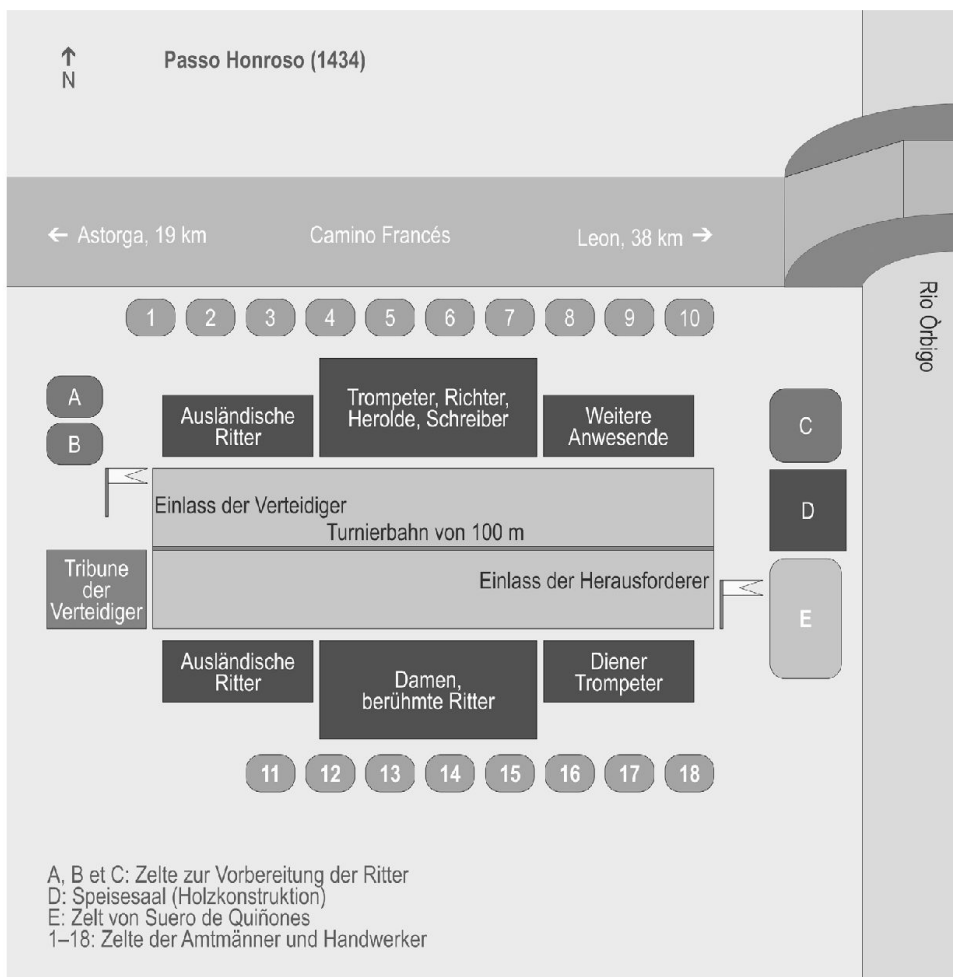 Passo Honroso (1434)
↑
N
← Astorga, 19 km
Camino Francés
Leon, 38 km →
Rio Òrbigo
1 2 3 4 5 6 7 8 9 10
A
B
Ausländische
Ritter
Trompeter, Richter,
Herolde, Schreiber
Weitere
Anwesende
C
Einlass der Verteidiger
Turnierbahn von 100 m
D
Einlass der Herausforderer
Tribune
der
Verteidiger
E
Ausländische
Ritter
Damen,
berühmte Ritter
Diener
Trompeter
11 12 13 14 15 16 17 18
A, B et C: Zelte zur Vorbereitung der Ritter
D: Speisesaal (Holzkonstruktion)
E: Zelt von Suero de Quiñones
1–18: Zelte der Amtmänner und Handwerker